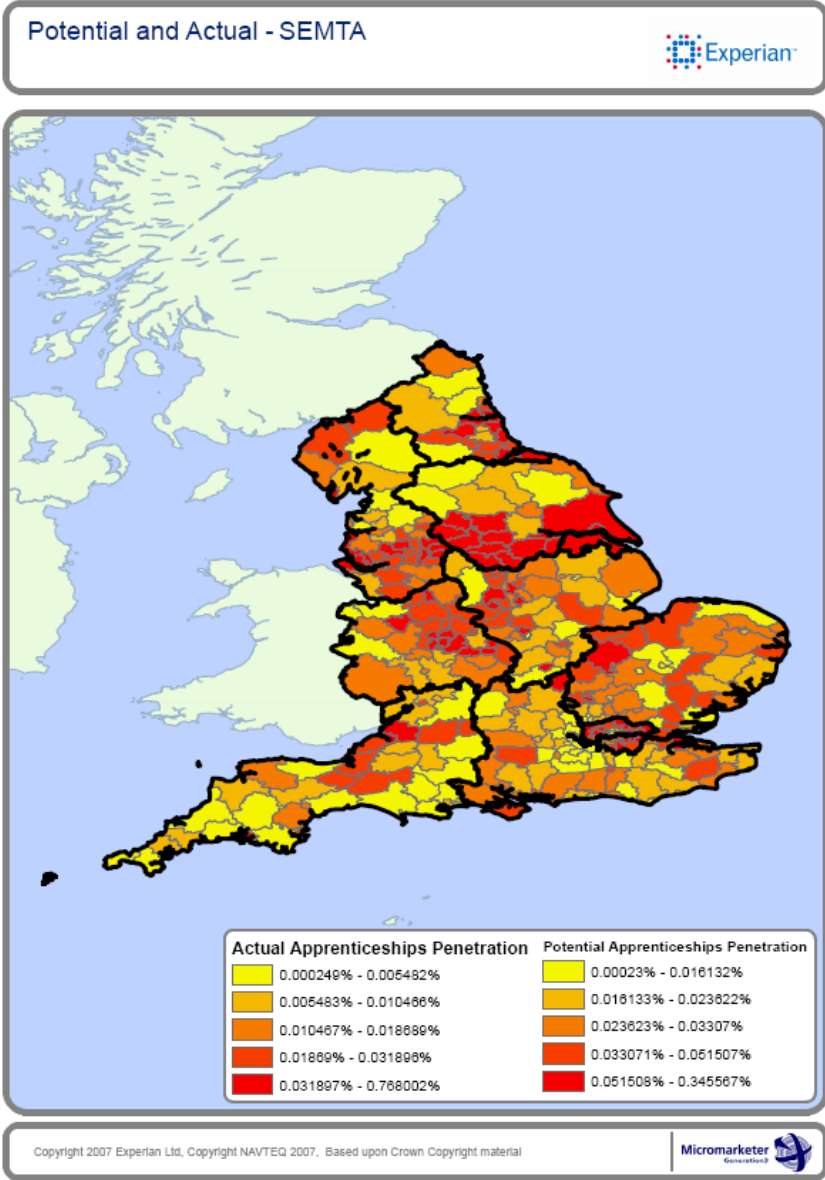 Potential and Actual - SEMTA
Experian™
Actual Apprenticeships Penetration
0.000249% - 0.005482%
0.005483% - 0.010466%
0.010467% - 0.018689%
0.01869% - 0.031896%
0.031897% - 0.768002%
Potential Apprenticeships Penetration
0.00023% - 0.016132%
0.016133% - 0.023622%
0.023623% - 0.03307%
0.033071% - 0.051507%
0.051508% - 0.345567%
Copyright 2007 Experian Ltd, Copyright NAVTEQ 2007, Based upon Crown Copyright material
Micromarketer
Generation3